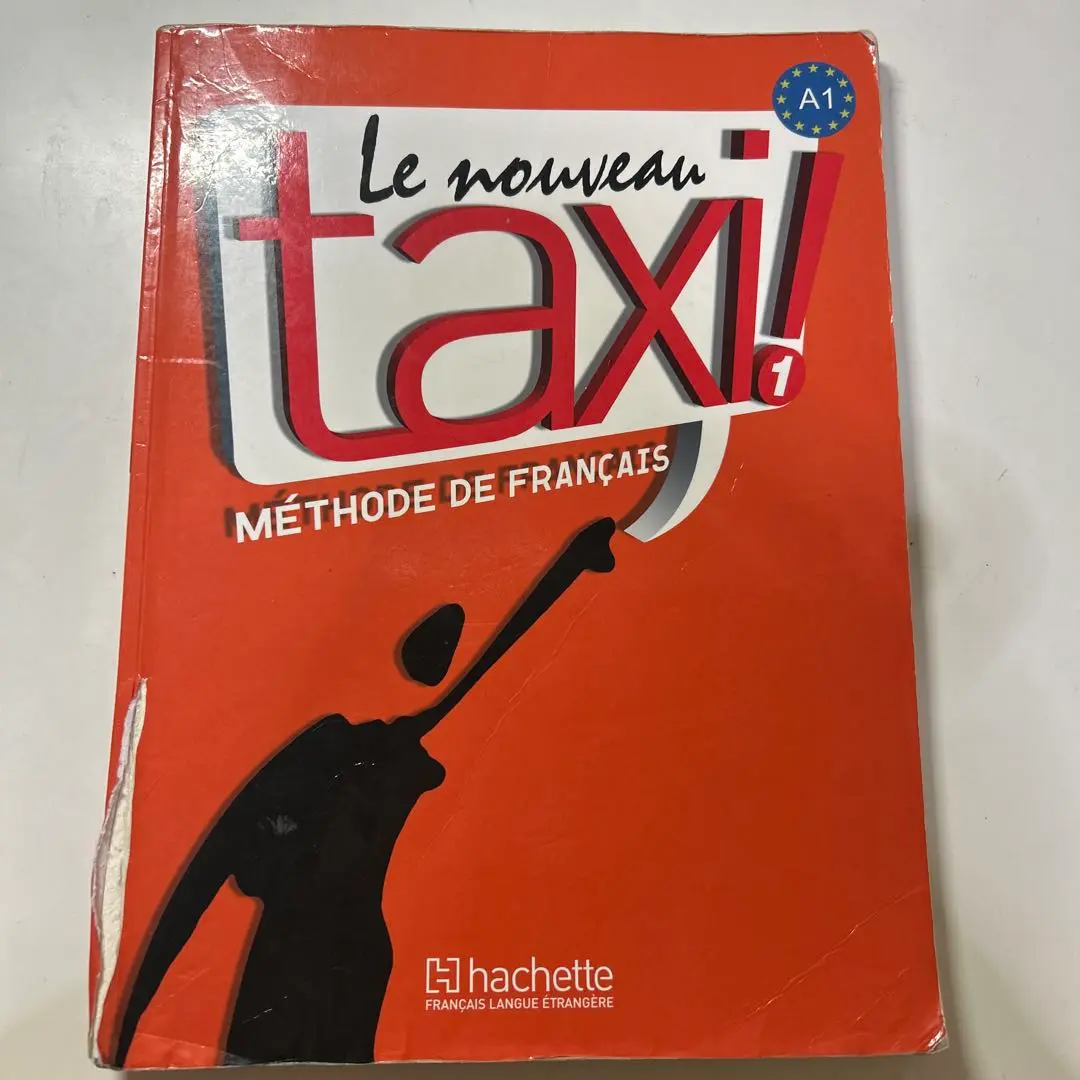 A1
Le nouveau
taxi!
1
MÉTHODE DE FRANÇAIS
hachette
FRANÇAIS LANGUE ÉTRANGÈRE